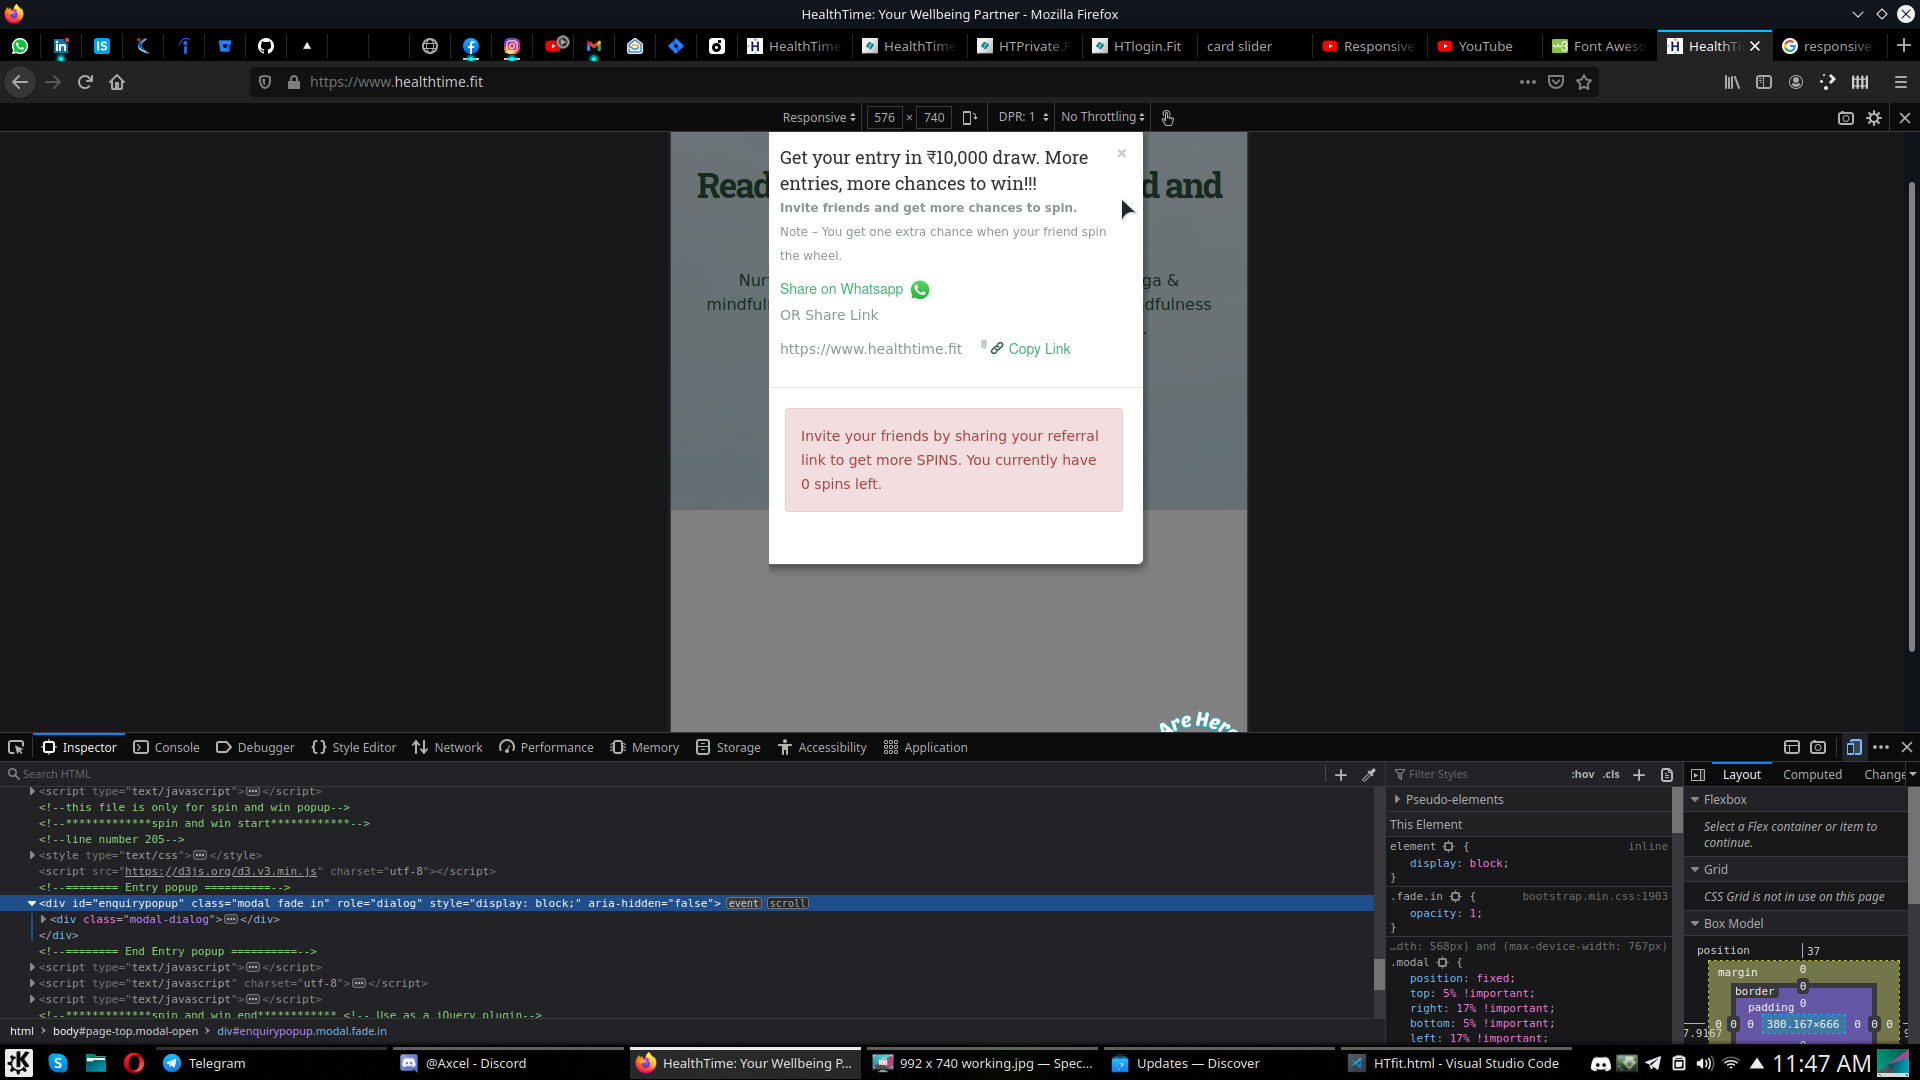 HealthTime: Your Wellbeing Partner - Mozilla Firefox
HealthTime
HealthTime
HTPrivate.F
HTlogin.Fit
card slider
Responsive
YouTube
Font Aweso
HealthTi
responsive
https://www.healthtime.fit
Responsive 576 × 740 DPR: 1 No Throttling
Get your entry in ₹10,000 draw. More
entries, more chances to win!!!
Invite friends and get more chances to spin.
Note – You get one extra chance when your friend spin
the wheel.
Share on Whatsapp
OR Share Link
https://www.healthtime.fit Copy Link
Invite your friends by sharing your referral
link to get more SPINS. You currently have
0 spins left.
Read
d and
Nur
ga &
mindful
dfulness
Are Here
Inspector Console Debugger Style Editor Network Performance Memory Storage Accessibility Application
Search HTML
<script type="text/javascript"></script>
<!--this file is only for spin and win popup-->
<!--*************spin and win start************-->
<!--line number 205-->
<style type="text/css"></style>
<script src="https://d3js.org/d3.v3.min.js" charset="utf-8"></script>
<!--======== Entry popup ==========-->
<div id="enquirypopup" class="modal fade in" role="dialog" style="display: block;" aria-hidden="false"> event scroll
<div class="modal-dialog"></div>
</div>
<!--======== End Entry popup ==========-->
<script type="text/javascript"></script>
<script type="text/javascript" charset="utf-8"></script>
<script type="text/javascript"></script>
<!--*************spin and win end************ <!-- Use as a jQuery plugin-->
html body#page-top.modal-open div#enquirypopup.modal.fade.in
Filter Styles :hov .cls
Pseudo-elements
This Element
element { inline
display: block;
}
.fade.in { bootstrap.min.css:1903
opacity: 1;
}
…dth: 568px) and (max-device-width: 767px)
.modal {
position: fixed;
top: 5% !important;
right: 17% !important;
bottom: 5% !important;
left: 17% !important;
Layout Computed Change
Flexbox
Select a Flex container or item to
continue.
Grid
CSS Grid is not in use on this page
Box Model
position 37
margin 0
border 0
padding 0
0 0 0 380.167×666 0 0 0
Telegram
@Axcel - Discord
HealthTime: Your Wellbeing P...
992 x 740 working.jpg — Spec...
Updates — Discover
HTfit.html - Visual Studio Code
11:47 AM